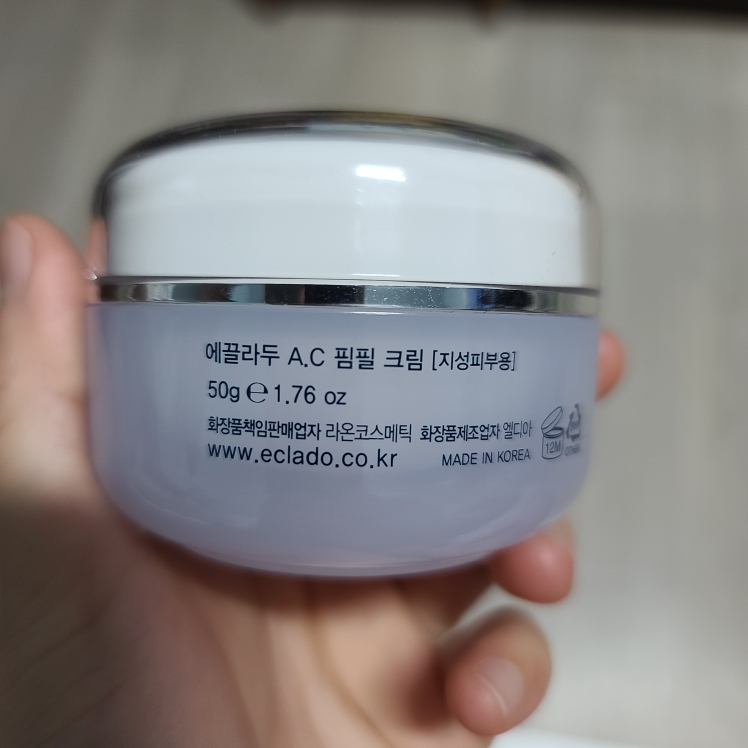 에끌라두 A.C 핌필 크림 [지성피부용]
50g ℮ 1.76 oz
화장품책임판매업자 라온코스메틱 화장품제조업자 엘디아
www.eclado.co.kr MADE IN KOREA
12M